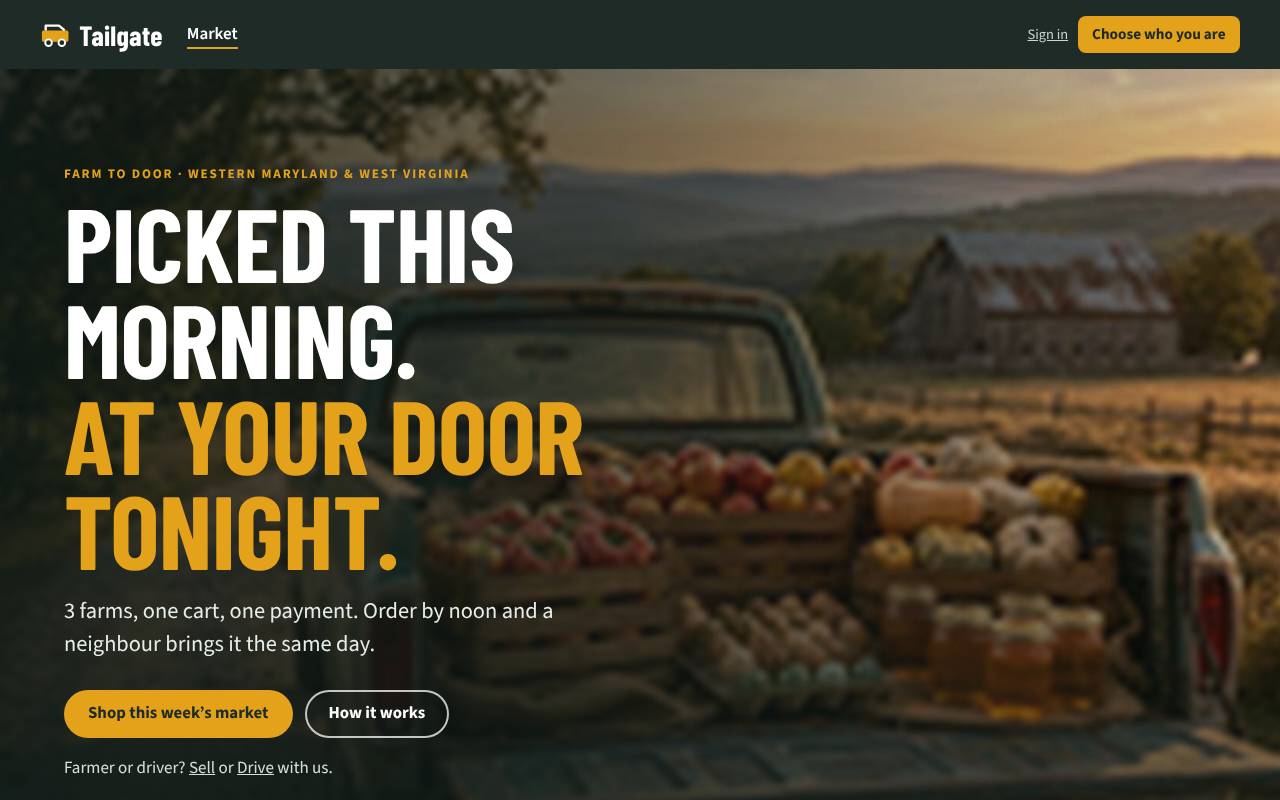 Tailgate
Market
Sign in
Choose who you are
FARM TO DOOR · WESTERN MARYLAND & WEST VIRGINIA
PICKED THIS
MORNING.
AT YOUR DOOR
TONIGHT.
3 farms, one cart, one payment. Order by noon and a
neighbour brings it the same day.
Shop this week’s market
How it works
Farmer or driver? Sell or Drive with us.